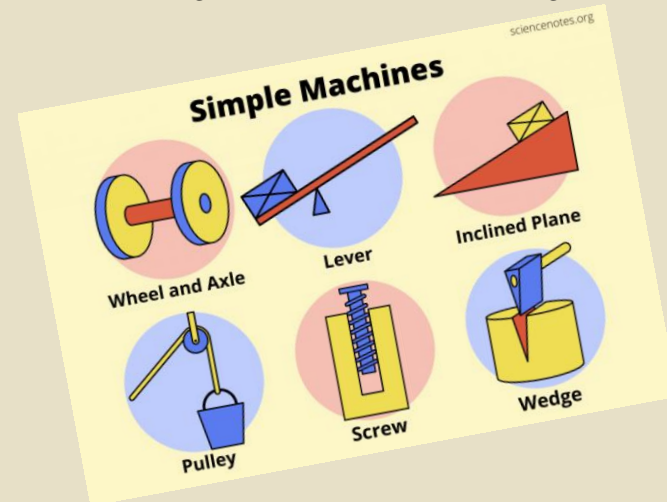 sciencenotes.org
Simple Machines
Wheel and Axle
Lever
Inclined Plane
Pulley
Screw
Wedge